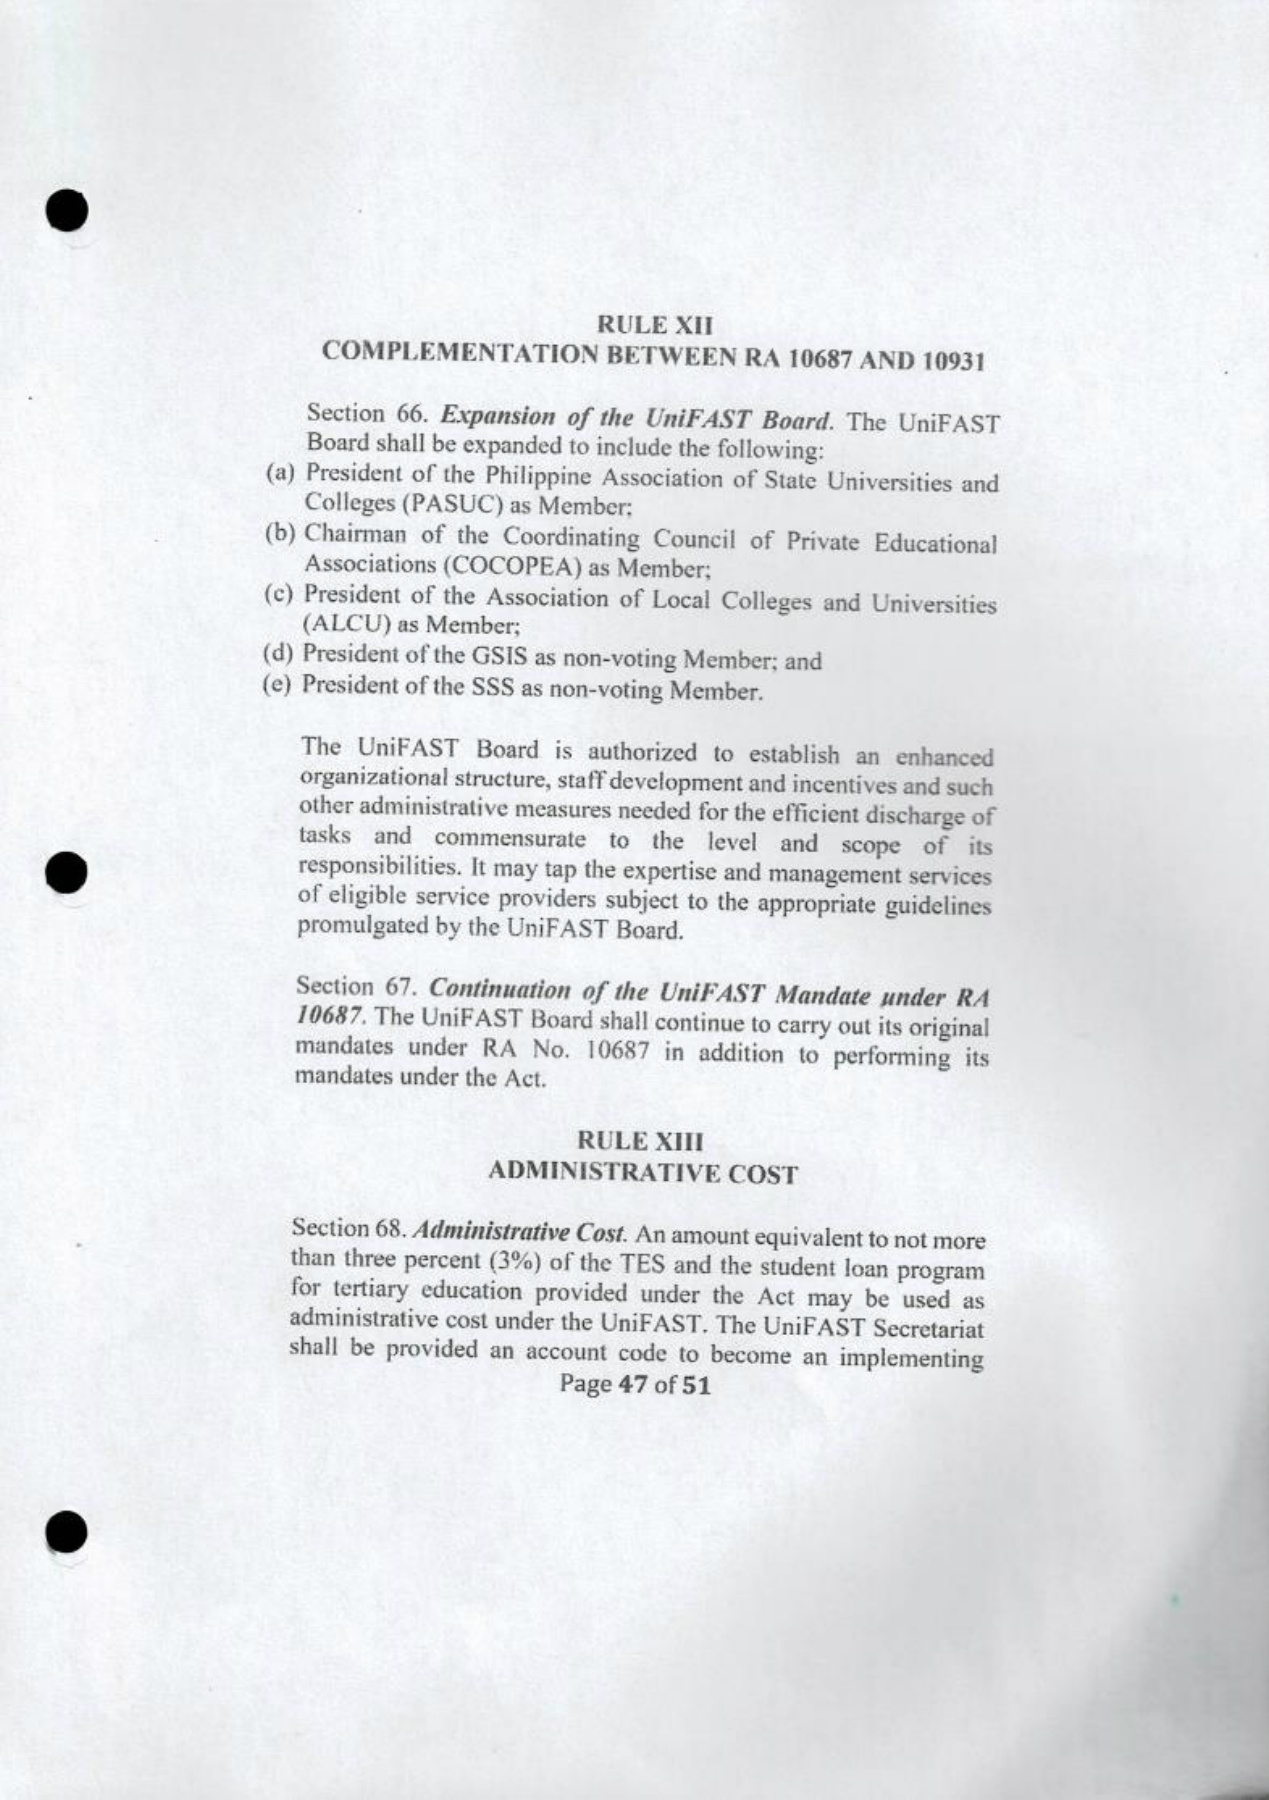 RULE XII
COMPLEMENTATION BETWEEN RA 10687 AND 10931
Section 66. Expansion of the UniFAST Board. The UniFAST
Board shall be expanded to include the following:
(a) President of the Philippine Association of State Universities and
Colleges (PASUC) as Member;
(b) Chairman of the Coordinating Council of Private Educational
Associations (COCOPEA) as Member;
(c) President of the Association of Local Colleges and Universities
(ALCU) as Member;
(d) President of the GSIS as non-voting Member; and
(e) President of the SSS as non-voting Member.
The UniFAST Board is authorized to establish an enhanced
organizational structure, staff development and incentives and such
other administrative measures needed for the efficient discharge of
tasks and commensurate to the level and scope of its
responsibilities. It may tap the expertise and management services
of eligible service providers subject to the appropriate guidelines
promulgated by the UniFAST Board.
Section 67. Continuation of the UniFAST Mandate under RA
10687. The UniFAST Board shall continue to carry out its original
mandates under RA No. 10687 in addition to performing its
mandates under the Act.
RULE XIII
ADMINISTRATIVE COST
Section 68. Administrative Cost. An amount equivalent to not more
than three percent (3%) of the TES and the student loan program
for tertiary education provided under the Act may be used as
administrative cost under the UniFAST. The UniFAST Secretariat
shall be provided an account code to become an implementing
Page 47 of 51